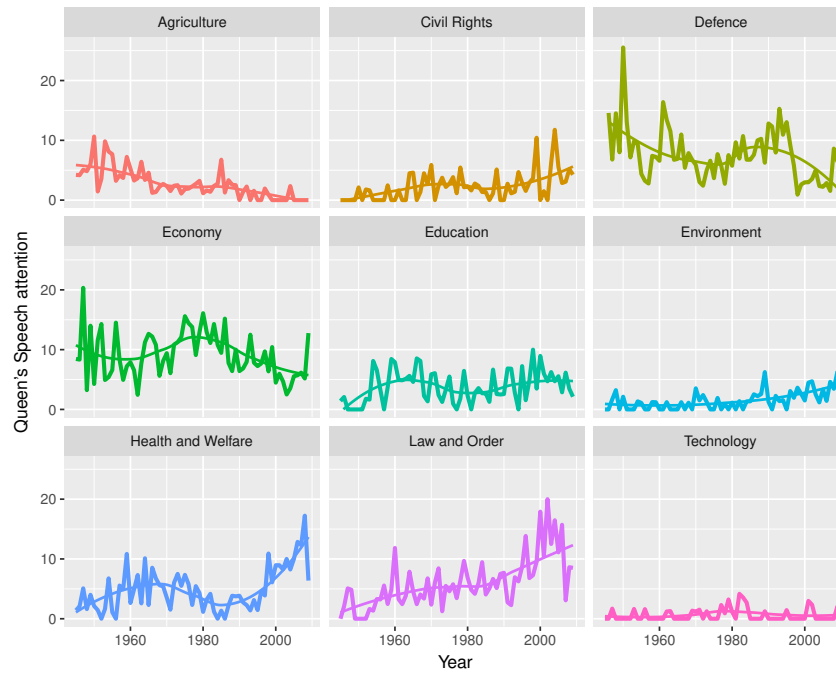 Agriculture Civil Rights Defence
20
10
0
Economy Education Environment
20
10
0
Health and Welfare Law and Order Technology
20
10
0
1960 1980 2000 1960 1980 2000 1960 1980 2000
Year
Queen's Speech attention